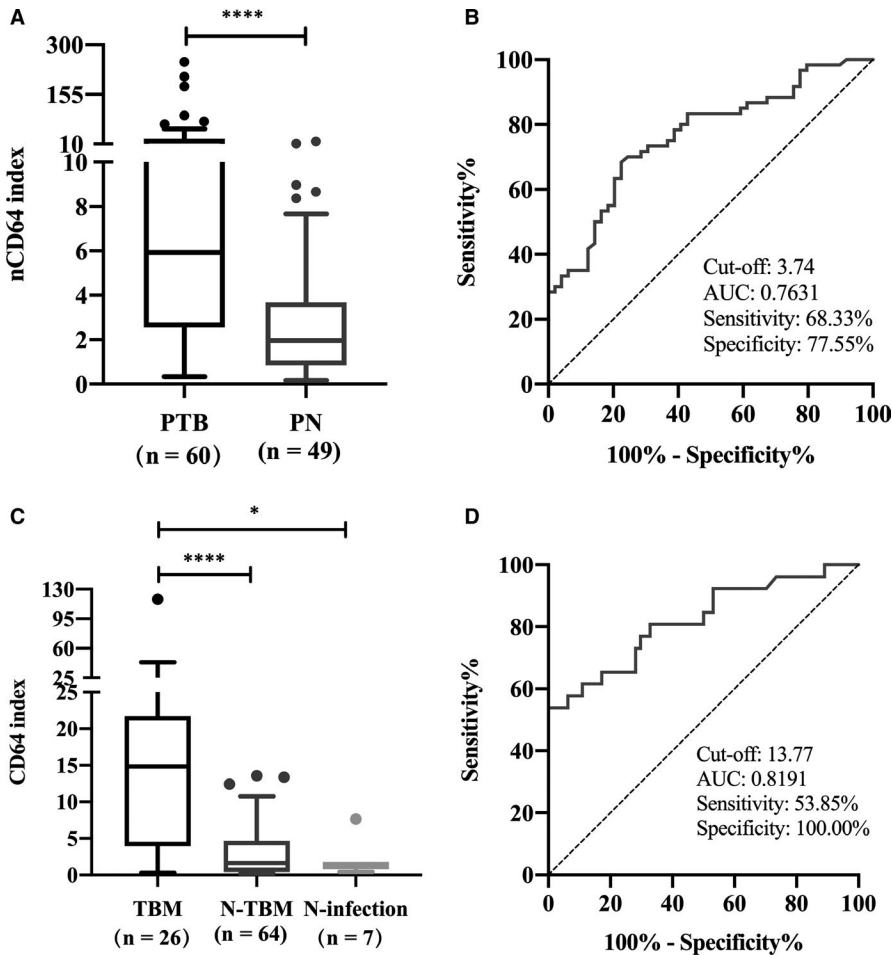 A
****
300
155
10
10
8
6
4
2
0
nCD64 index
PTB
(n = 60)
PN
(n = 49)
B
100
80
60
40
20
0
Sensitivity%
Cut-off: 3.74
AUC: 0.7631
Sensitivity: 68.33%
Specificity: 77.55%
0 20 40 60 80 100
100% - Specificity%
C
*
****
130
95
60
25
25
20
15
10
5
0
CD64 index
TBM
(n = 26)
N-TBM
(n = 64)
N-infection
(n = 7)
D
100
80
60
40
20
0
Sensitivity%
Cut-off: 13.77
AUC: 0.8191
Sensitivity: 53.85%
Specificity: 100.00%
0 20 40 60 80 100
100% - Specificity%